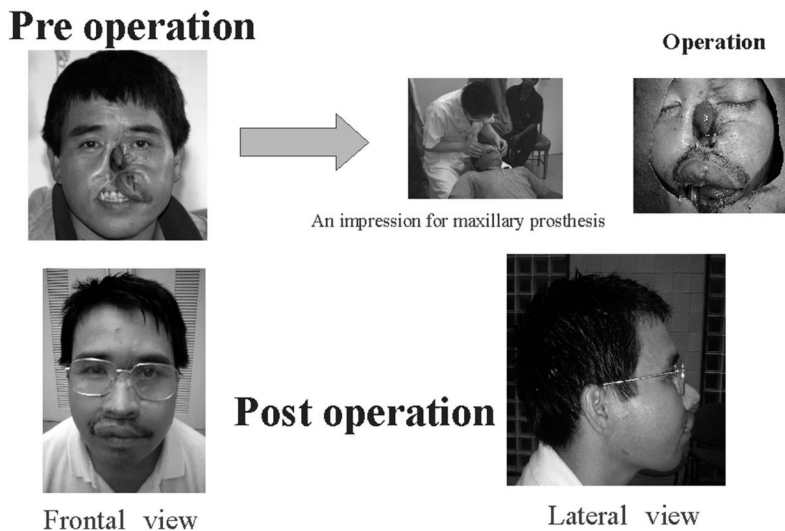 Pre operation
Operation
An impression for maxillary prosthesis
Post operation
Frontal view
Lateral view